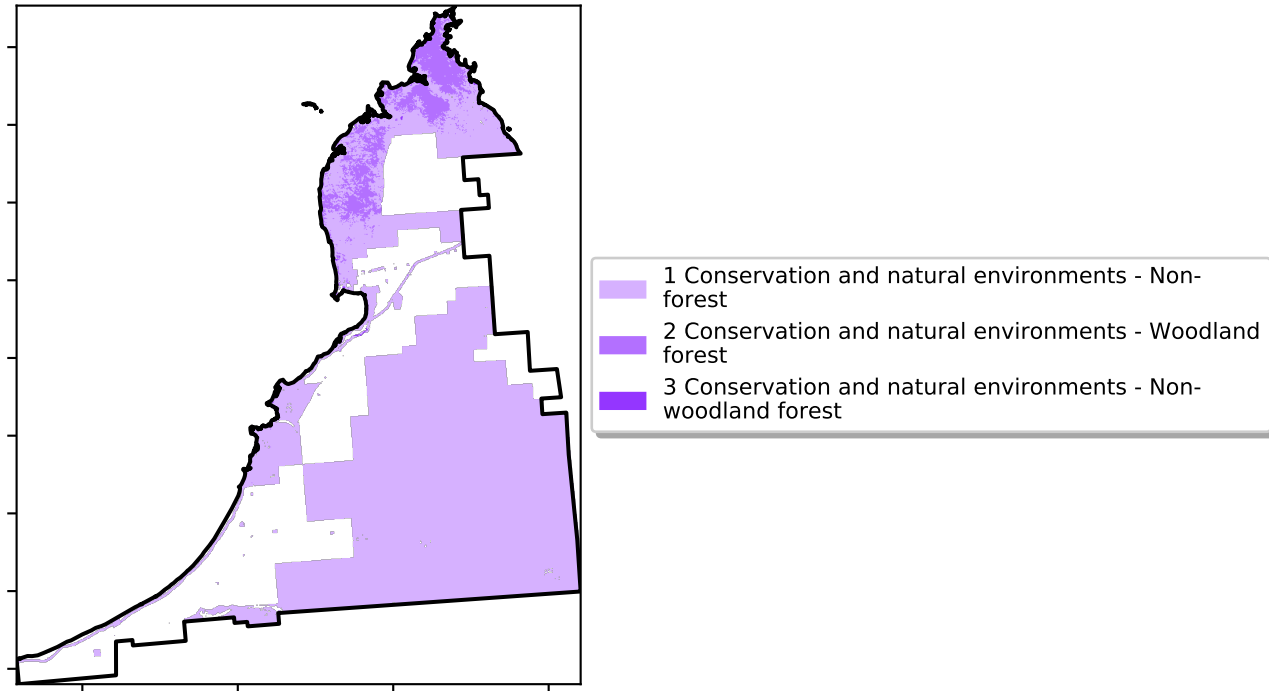 1 Conservation and natural environments - Non-
forest
2 Conservation and natural environments - Woodland
forest
3 Conservation and natural environments - Non-
woodland forest